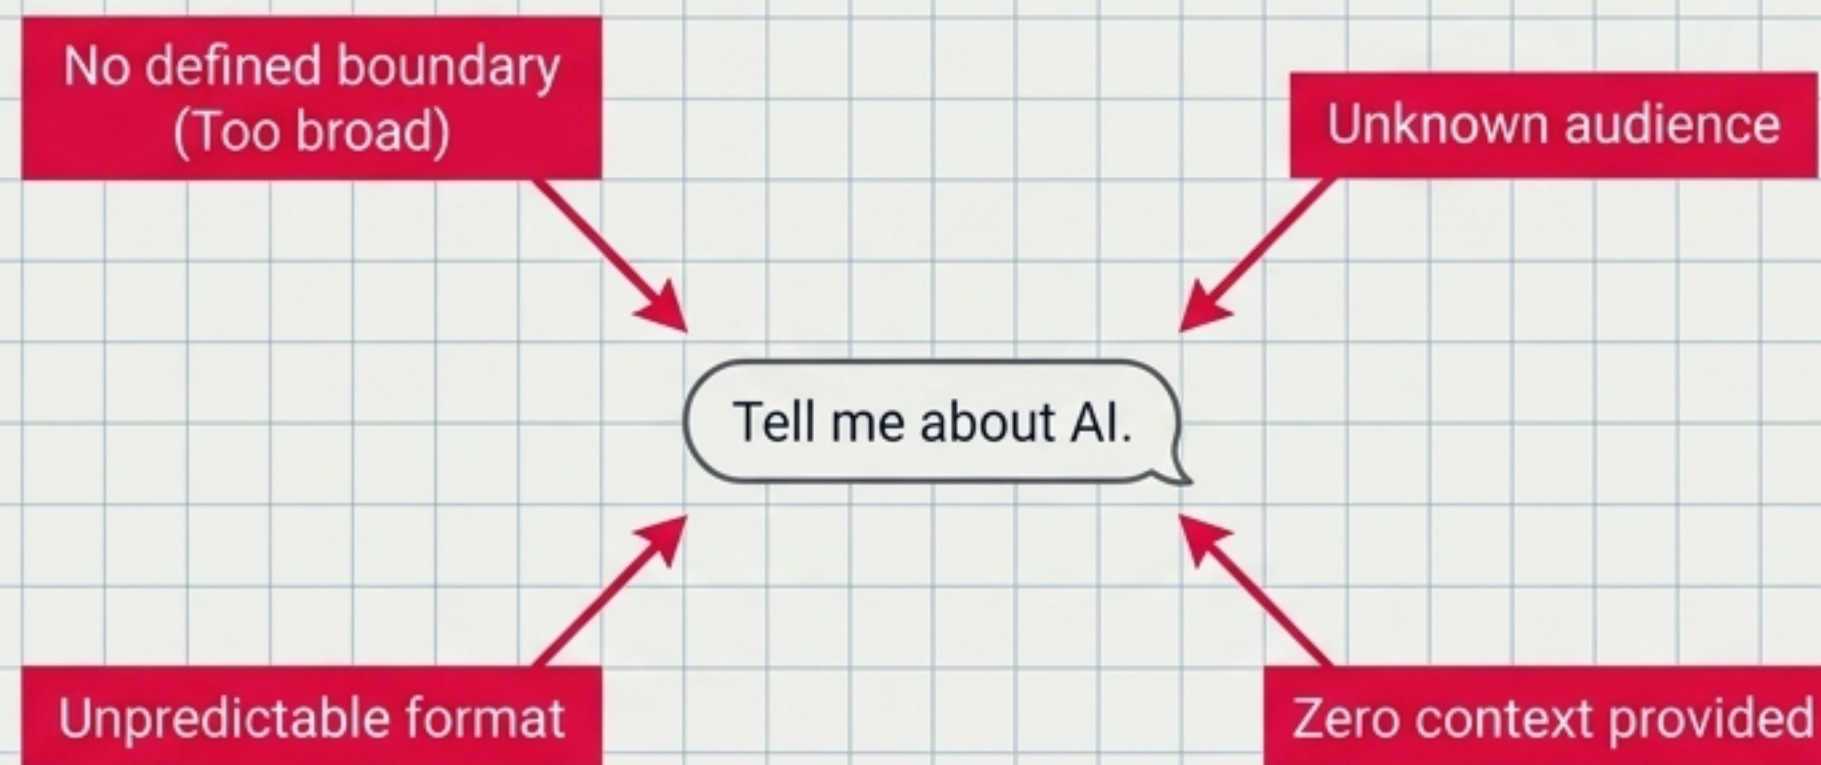 No defined boundary
(Too broad)
Unknown audience
Tell me about AI.
Unpredictable format
Zero context provided